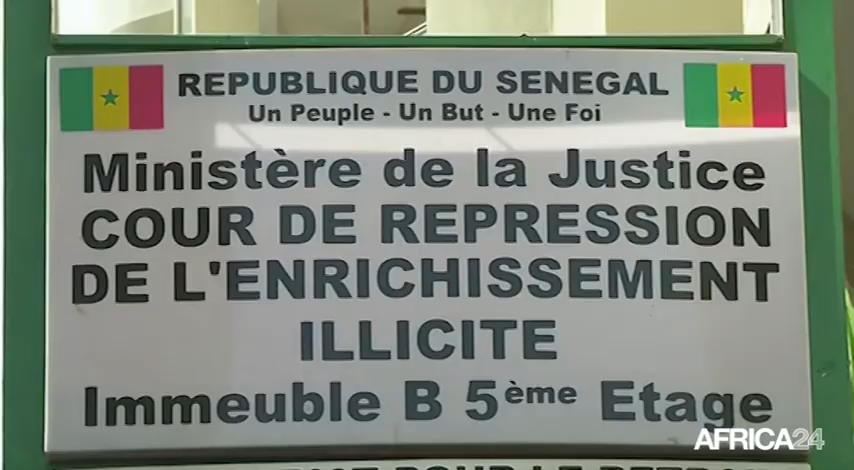 REPUBLIQUE DU SENEGAL
Un Peuple - Un But - Une Foi
Ministère de la Justice
COUR DE REPRESSION
DE L'ENRICHISSEMENT
ILLICITE
Immeuble B 5ème Etage
AFRICA24